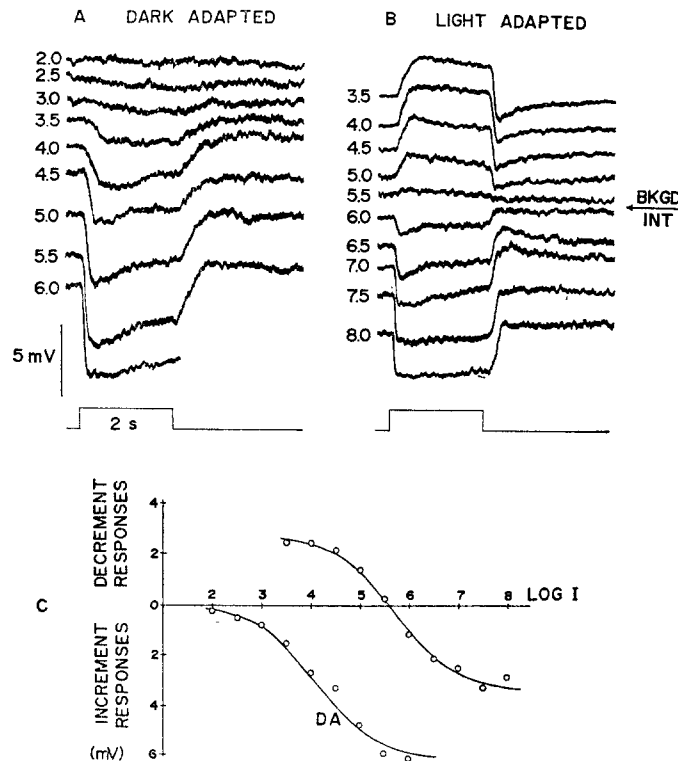 A DARK ADAPTED
2.0
2.5
3.0
3.5
4.0
4.5
5.0
5.5
6.0
5 mV
2 s
B LIGHT ADAPTED
3.5
4.0
4.5
5.0
5.5
6.0
6.5
7.0
7.5
8.0
BKGD
INT
C
DECREMENT
RESPONSES
INCREMENT
RESPONSES
(mV)
4
2
0
2
4
6
2 3 4 5 6 7 8 LOG I
DA